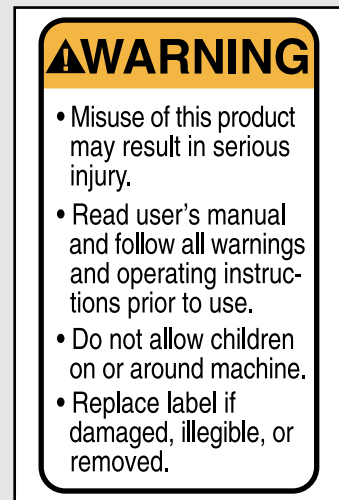 WARNING
• Misuse of this product
may result in serious
injury.
• Read user's manual
and follow all warnings
and operating instruc-
tions prior to use.
• Do not allow children
on or around machine.
• Replace label if
damaged, illegible, or
removed.